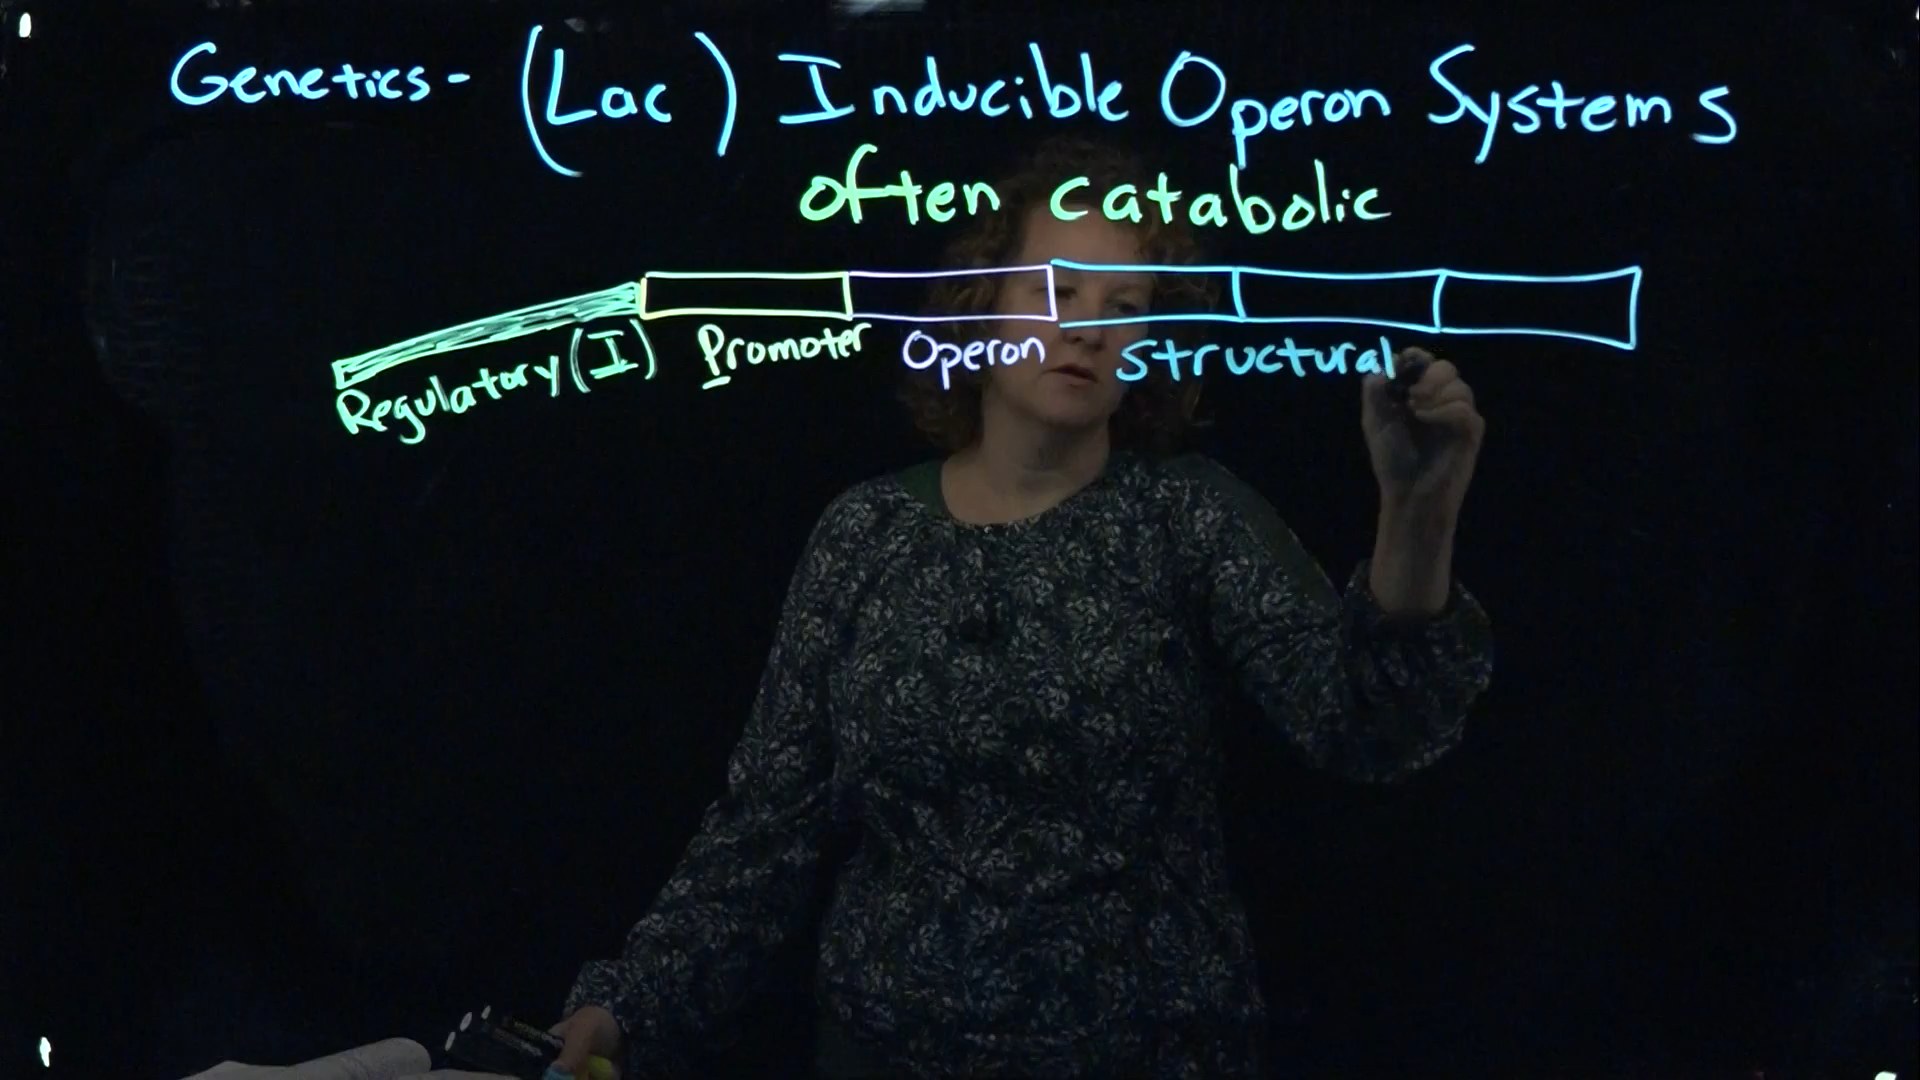 Genetics - (Lac) Inducible Operon Systems
often catabolic
Regulatory (I) Promoter Operon Structural